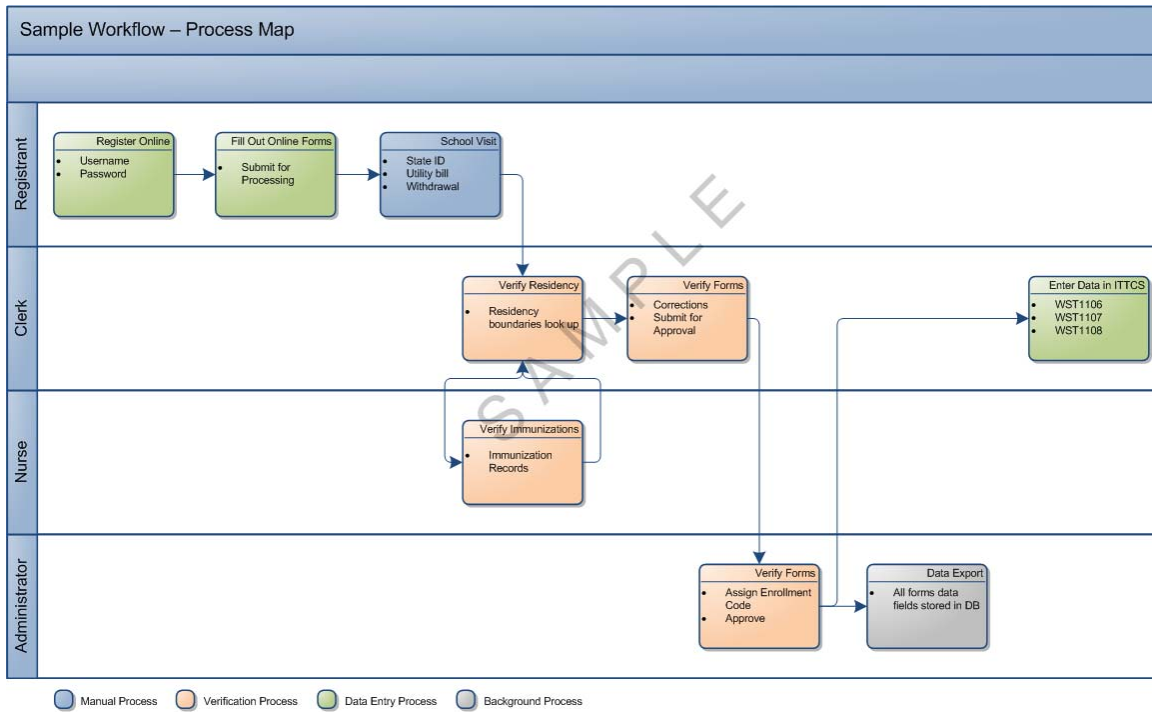 Sample Workflow – Process Map
Registrant
Register Online
Username
Password
Fill Out Online Forms
Submit for
Processing
School Visit
State ID
Utility bill
Withdrawal
Clerk
Verify Residency
Residency
boundaries look up
Verify Forms
Corrections
Submit for
Approval
Enter Data in ITTCS
WST1106
WST1107
WST1108
Nurse
Verify Immunizations
Immunization
Records
Administrator
Verify Forms
Assign Enrollment
Code
Approve
Data Export
All forms data
fields stored in DB
SAMPLE
Manual Process
Verification Process
Data Entry Process
Background Process